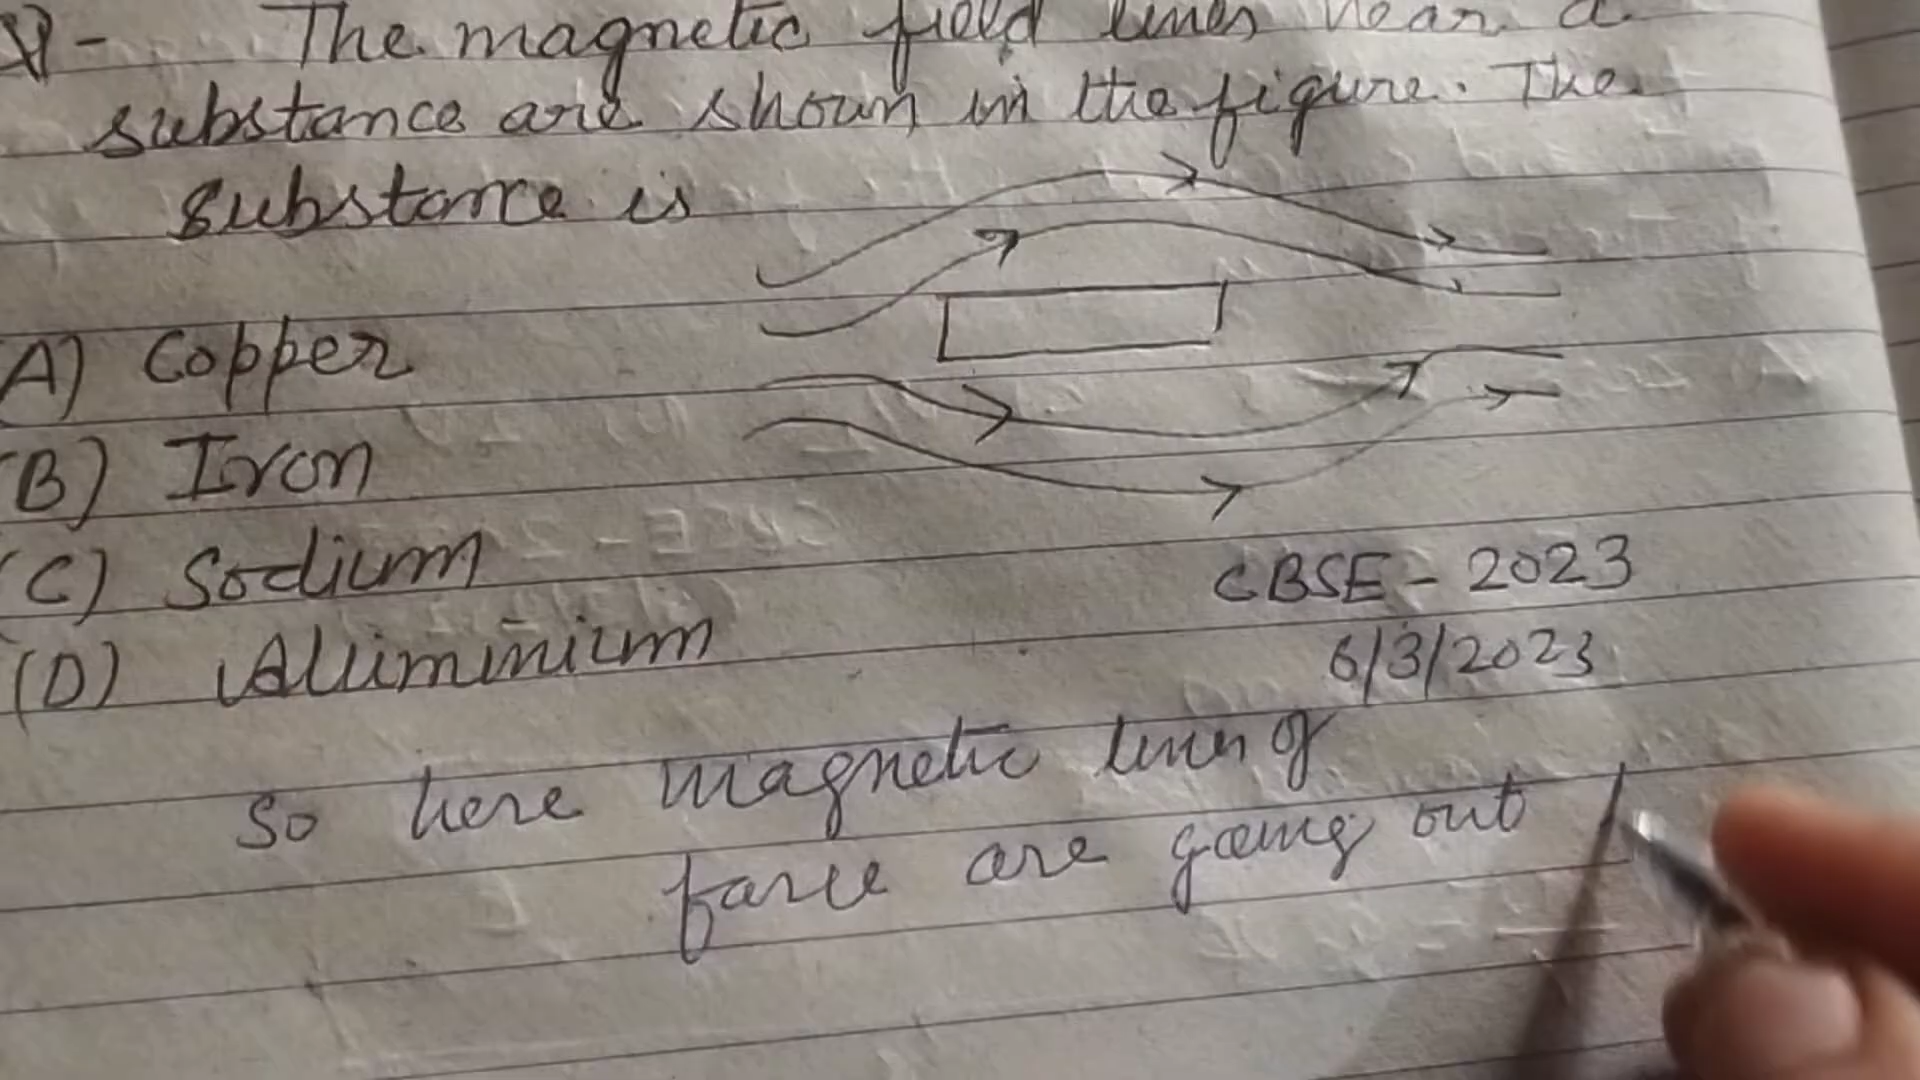 Q- The magnetic field lines near a
substance are shown in the figure. The
substance is
(A) Copper
(B) Iron
(C) Sodium
(D) Aluminium
CBSE - 2023
6/3/2023
So here magnetic lines of
force are going out